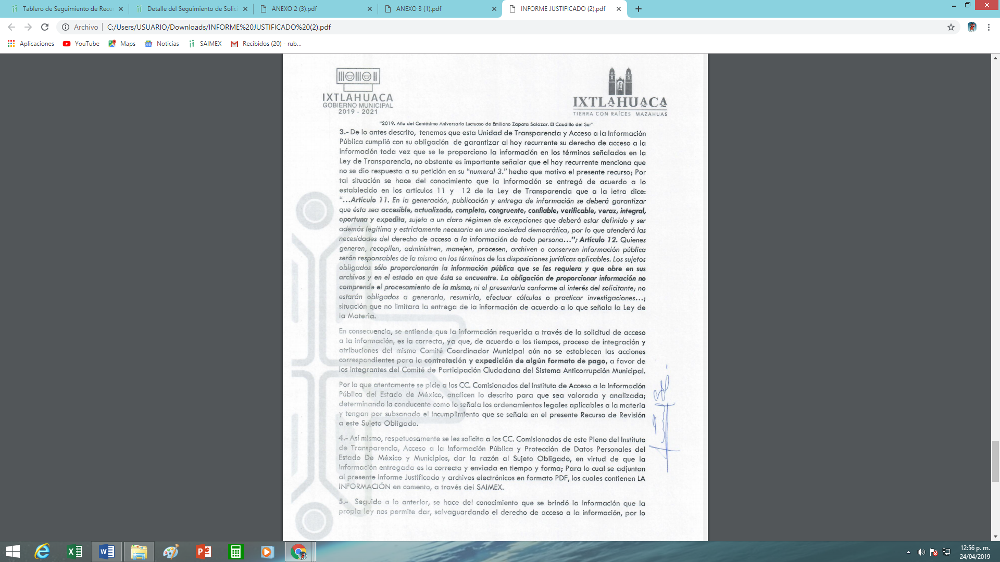 Tablero de Seguimiento de Recu
Detalle del Seguimiento de Solici
ANEXO 2 (3).pdf
ANEXO 3 (1).pdf
INFORME JUSTIFICADO (2).pdf
Archivo
C:/Users/USUARIO/Downloads/INFORME%20JUSTIFICADO%20(2).pdf
Aplicaciones
YouTube
Maps
Noticias
SAIMEX
Recibidos (20) - rub...
IXTLAHUACA
GOBIERNO MUNICIPAL
2019 - 2021
IXTLAHUACA
TIERRA CON RAÍCES MAZAHUAS
"2019. Año del Centésimo Aniversario Luctuoso de Emiliano Zapata Salazar. El Caudillo del Sur"
3.- De lo antes descrito, tenemos que esta Unidad de Transparencia y Acceso a la Información
Pública cumplió con su obligación de garantizar al hoy recurrente su derecho de acceso a la
información toda vez que se le proporciono la información en los términos señalados en la
Ley de Transparencia, no obstante es importante señalar que el hoy recurrente menciona que
no se dio respuesta a su petición en su "numeral 3." hecho que motivo el presente recurso; Por
tal situación se hace del conocimiento que la información se entregó de acuerdo a lo
establecido en los artículos 11 y 12 de la Ley de Transparencia que a la letra dice:
"...Artículo 11. En la generación, publicación y entrega de información se deberá garantizar
que ésta sea accesible, actualizada, completa, congruente, confiable, verificable, veraz, integral,
oportuna y expedita, sujeta a un claro régimen de excepciones que deberá estar definido y ser
además legítima y estrictamente necesaria en una sociedad democrática, por lo que atenderá las
necesidades del derecho de acceso a la información de toda persona..."; Artículo 12. Quienes
generen, recopilen, administren, manejen, procesen, archiven o conserven información pública
serán responsables de la misma en los términos de las disposiciones jurídicas aplicables. Los sujetos
obligados sólo proporcionarán la información pública que se les requiera y que obre en sus
archivos y en el estado en que ésta se encuentre. La obligación de proporcionar información no
comprende el procesamiento de la misma, ni el presentarla conforme al interés del solicitante; no
estarán obligados a generarla, resumirla, efectuar cálculos o practicar investigaciones...;
situación que no limitara la entrega de la información de acuerdo a lo que señala la Ley de
la Materia.
En consecuencia, se entiende que la información requerida a través de la solicitud de acceso
a la información, es la correcta, ya que, de acuerdo a los tiempos, proceso de integración y
atribuciones del mismo Comité Coordinador Municipal aún no se establecen las acciones
correspondientes para la contratación y expedición de algún formato de pago, a favor de
los integrantes del Comité de Participación Ciudadana del Sistema Anticorrupción Municipal.
Por lo que atentamente se pide a los CC. Comisionados del Instituto de Acceso a la Información
Pública del Estado de México, analicen lo descrito para que sea valorada y analizada;
determinando lo conducente como lo señala los ordenamientos legales aplicables a la materia
y tengan por subsanado el incumplimiento que se señala en el presente Recurso de Revisión
a este Sujeto Obligado.
4.- Así mismo, respetuosamente se les solicita a los CC. Comisionados de este Pleno del Instituto
de Transparencia, Acceso a la Información Pública y Protección de Datos Personales del
Estado De México y Municipios, dar la razón al Sujeto Obligado, en virtud de que la
información entregada es la correcta y enviada en tiempo y forma; Para lo cual se adjuntan
al presente Informe Justificado y archivos electrónicos en formato PDF, los cuales contienen LA
INFORMACIÓN en comento, a través del SAIMEX.
5.- Seguido a lo anterior, se hace del conocimiento que se brindó la información que la
propia ley nos permite dar, salvaguardando el derecho de acceso a la información, por lo
12:56 p. m.
24/04/2019